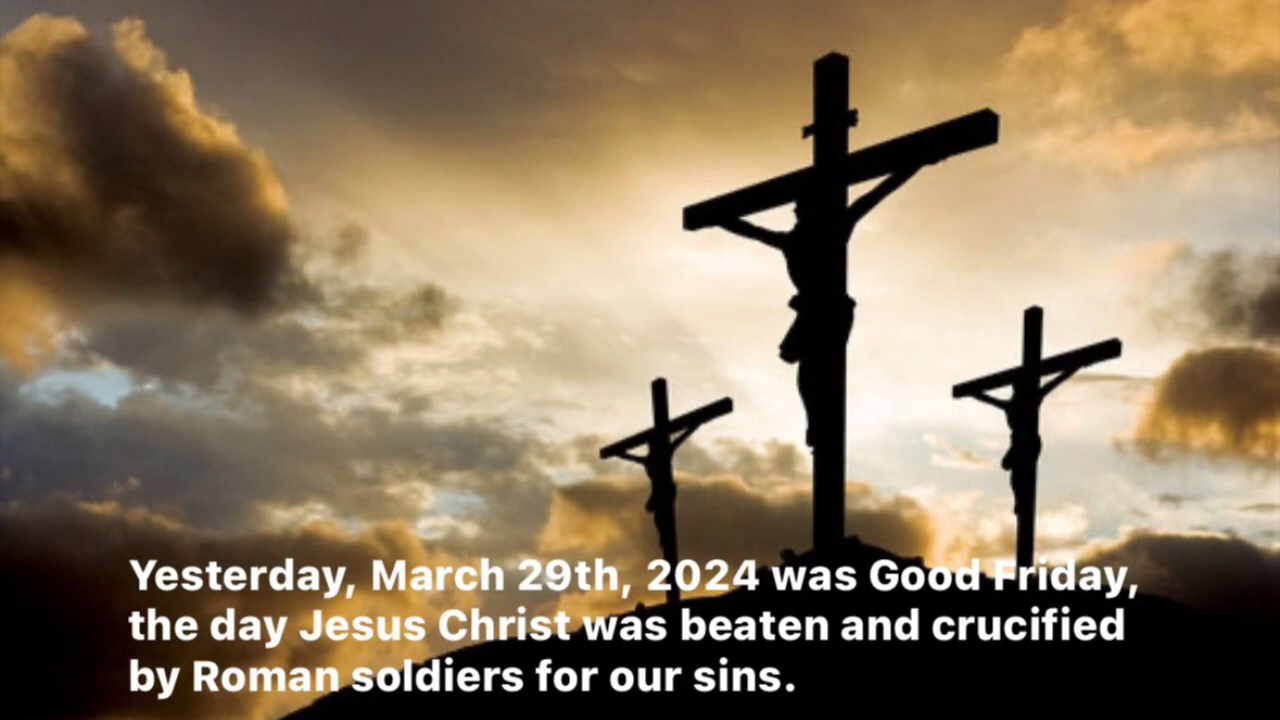 Yesterday, March 29th, 2024 was Good Friday,
the day Jesus Christ was beaten and crucified
by Roman soldiers for our sins.